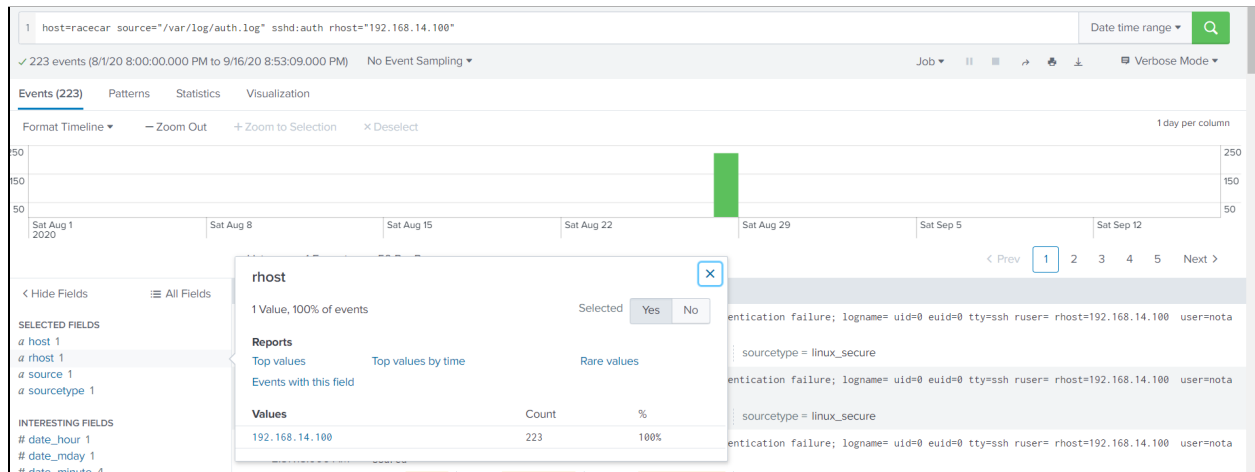 1 host=racecar source="/var/log/auth.log" sshd:auth rhost="192.168.14.100" Date time range
223 events (8/1/20 8:00:00.000 PM to 9/16/20 8:53:09.000 PM) No Event Sampling Job Verbose Mode
Events (223) Patterns Statistics Visualization
Format Timeline — Zoom Out + Zoom to Selection × Deselect 1 day per column
250 250
150 150
50 50
Sat Aug 1 Sat Aug 8 Sat Aug 15 Sat Aug 22 Sat Aug 29 Sat Sep 5 Sat Sep 12
2020
< Prev 1 2 3 4 5 Next >
rhost
< Hide Fields All Fields
1 Value, 100% of events Selected Yes No
SELECTED FIELDS
entication failure; logname= uid=0 euid=0 tty=ssh ruser= rhost=192.168.14.100 user=nota
a host 1
Reports
a rhost 1
Top values Top values by time Rare values
sourcetype = linux_secure
a source 1
Events with this field
entication failure; logname= uid=0 euid=0 tty=ssh ruser= rhost=192.168.14.100 user=nota
a sourcetype 1
Values Count %
sourcetype = linux_secure
INTERESTING FIELDS
192.168.14.100 223 100%
# date_hour 1
entication failure; logname= uid=0 euid=0 tty=ssh ruser= rhost=192.168.14.100 user=nota
# date_mday 1
# date_minute 4